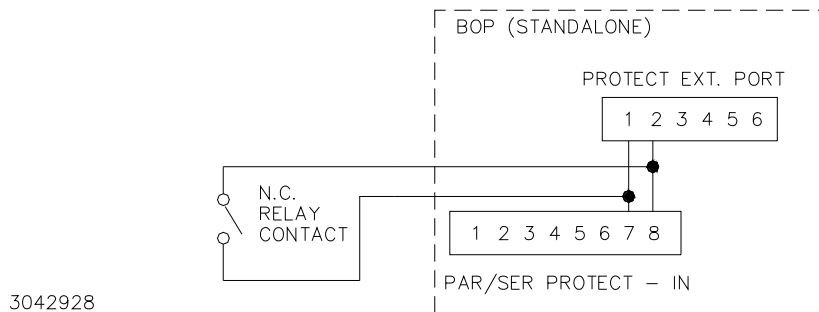 BOP (STANDALONE)
PROTECT EXT. PORT
1 2 3 4 5 6
N.C.
RELAY
CONTACT
1 2 3 4 5 6 7 8
PAR/SER PROTECT – IN
3042928